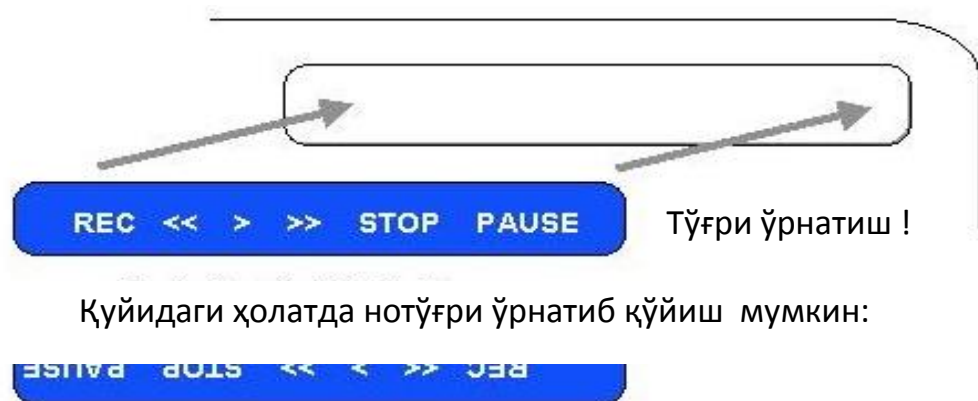 REC << > >> STOP PAUSE
Тўғри ўрнатиш !
Қуйидаги ҳолатда нотўғри ўрнатиб қўйиш мумкин:
REC << > >> STOP PAUSE